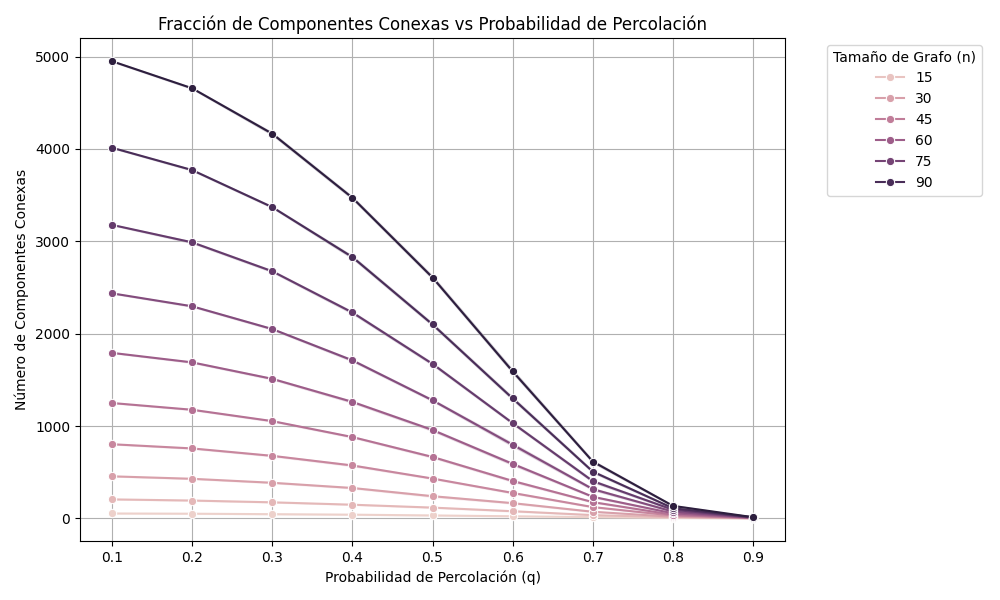 Fracción de Componentes Conexas vs Probabilidad de Percolación
Número de Componentes Conexas
5000
4000
3000
2000
1000
0
0.1 0.2 0.3 0.4 0.5 0.6 0.7 0.8 0.9
Probabilidad de Percolación (q)
Tamaño de Grafo (n)
15
30
45
60
75
90